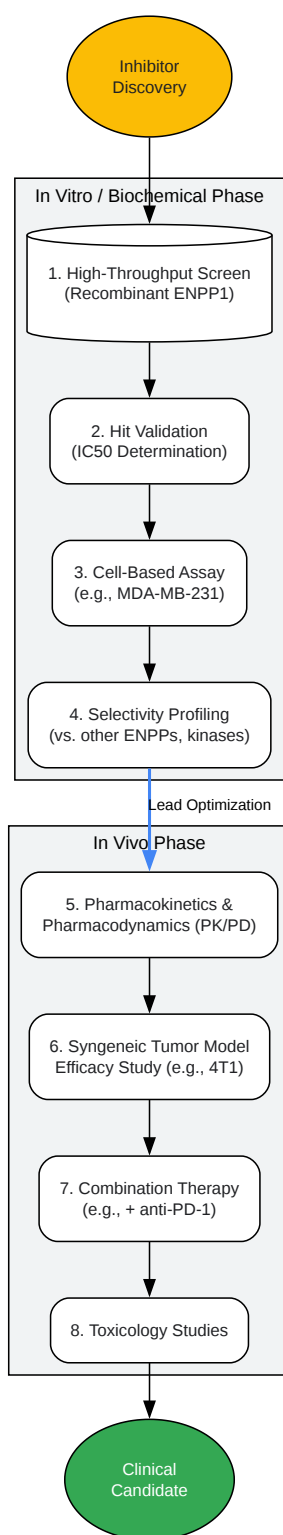 Inhibitor
Discovery
In Vitro / Biochemical Phase
1. High-Throughput Screen
(Recombinant ENPP1)
2. Hit Validation
(IC50 Determination)
3. Cell-Based Assay
(e.g., MDA-MB-231)
4. Selectivity Profiling
(vs. other ENPPs, kinases)
Lead Optimization
In Vivo Phase
5. Pharmacokinetics &
Pharmacodynamics (PK/PD)
6. Syngeneic Tumor Model
Efficacy Study (e.g., 4T1)
7. Combination Therapy
(e.g., + anti-PD-1)
8. Toxicology Studies
Clinical
Candidate